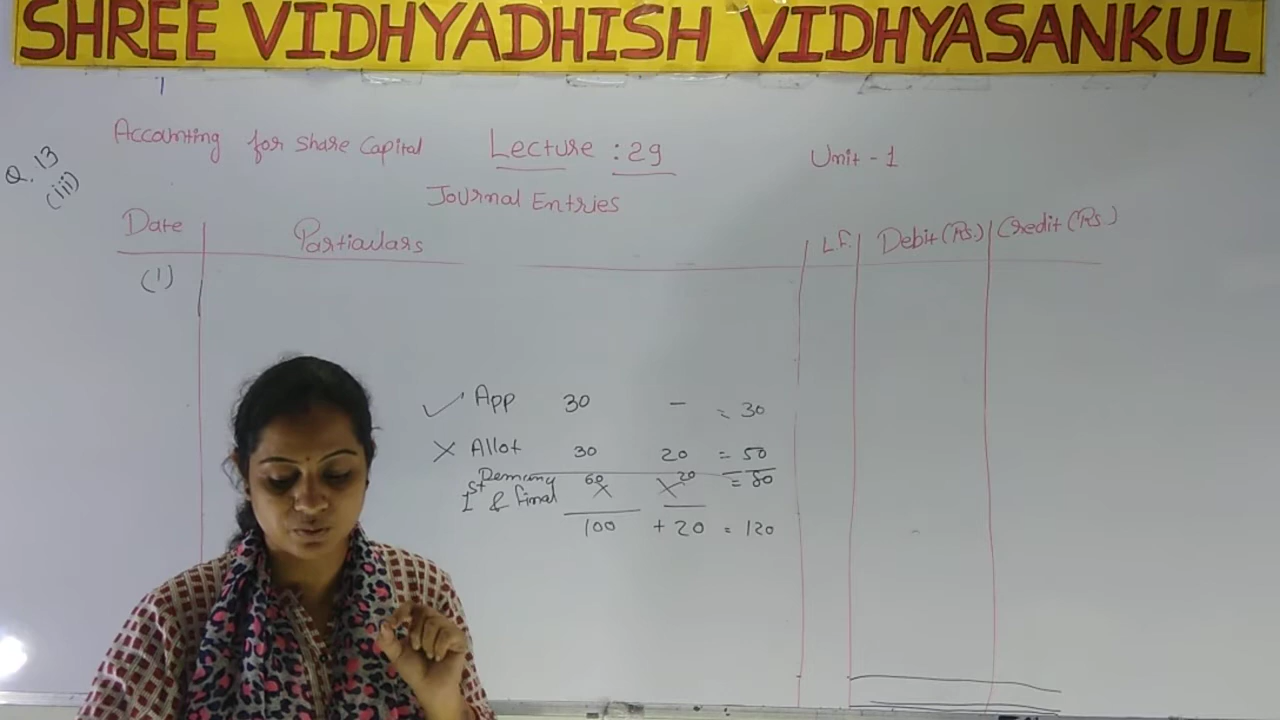 SHREE VIDHYADHISH VIDHYASANKUL
Accounting for Share Capital Lecture : 29 Unit - 1
Q. 13
(iii)
Journal Entries
Date Particulars L.F. Debit (Rs.) Credit (Rs.)
(1)
✓ App 30 - = 30
X Allot 30 20 = 50
60 20 = 80
Ist & final X X
100 + 20 = 120